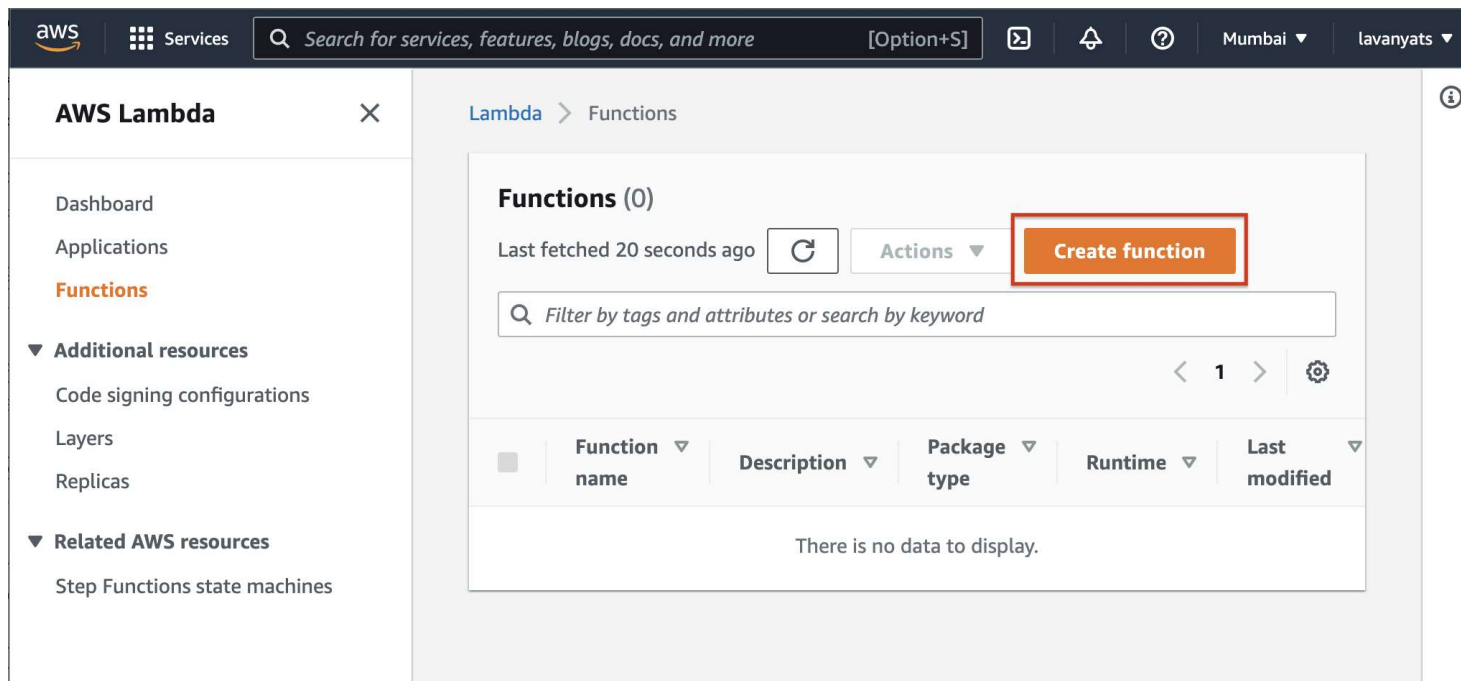 aws Services Search for services, features, blogs, docs, and more [Option+S] Mumbai ▼ lavanyats ▼
AWS Lambda
Dashboard
Applications
Functions
Additional resources
Code signing configurations
Layers
Replicas
Related AWS resources
Step Functions state machines
Lambda > Functions
Functions (0)
Last fetched 20 seconds ago Actions Create function
Filter by tags and attributes or search by keyword
1
Function name
Description
Package type
Runtime
Last modified
There is no data to display.